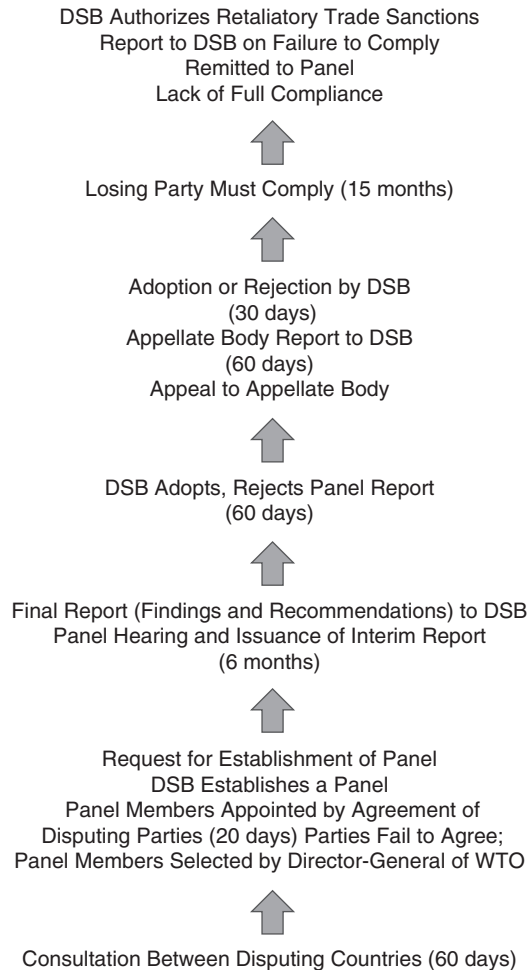 DSB Authorizes Retaliatory Trade Sanctions
Report to DSB on Failure to Comply
Remitted to Panel
Lack of Full Compliance
Losing Party Must Comply (15 months)
Adoption or Rejection by DSB
(30 days)
Appellate Body Report to DSB
(60 days)
Appeal to Appellate Body
DSB Adopts, Rejects Panel Report
(60 days)
Final Report (Findings and Recommendations) to DSB
Panel Hearing and Issuance of Interim Report
(6 months)
Request for Establishment of Panel
DSB Establishes a Panel
Panel Members Appointed by Agreement of
Disputing Parties (20 days) Parties Fail to Agree;
Panel Members Selected by Director-General of WTO
Consultation Between Disputing Countries (60 days)